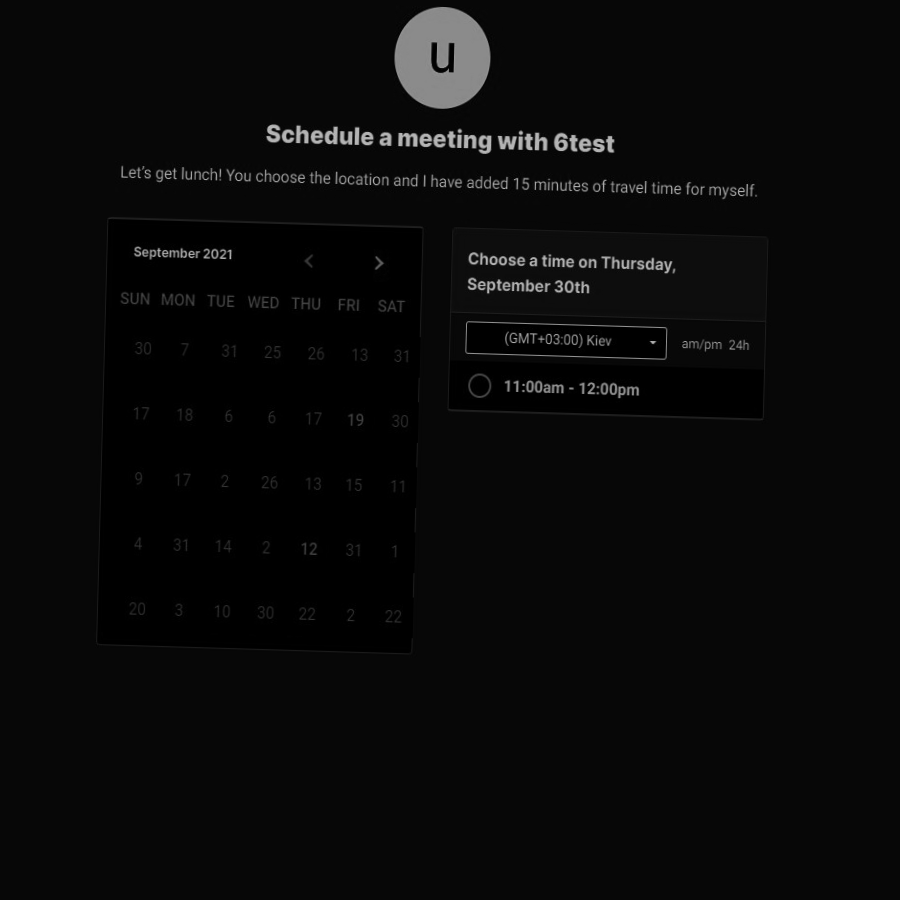 u
Schedule a meeting with 6test
Let's get lunch! You choose the location and I have added 15 minutes of travel time for myself.
September 2021
SUN MON TUE WED THU FRI SAT
30 7 31 25 26 13 31
17 18 6 6 17 19 30
9 17 2 26 13 15 11
4 31 14 2 12 31 1
20 3 10 30 22 2 22
Choose a time on Thursday,
September 30th
(GMT+03:00) Kiev
am/pm 24h
11:00am - 12:00pm